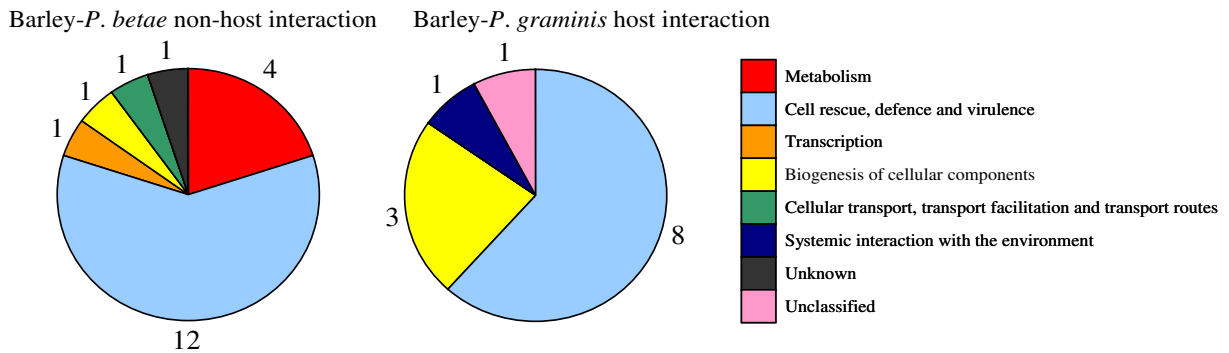 Barley-P. betae non-host interaction
1
1
1
1
4
12
Barley-P. graminis host interaction
1
1
3
8
Metabolism
Cell rescue, defence and virulence
Transcription
Biogenesis of cellular components
Cellular transport, transport facilitation and transport routes
Systemic interaction with the environment
Unknown
Unclassified